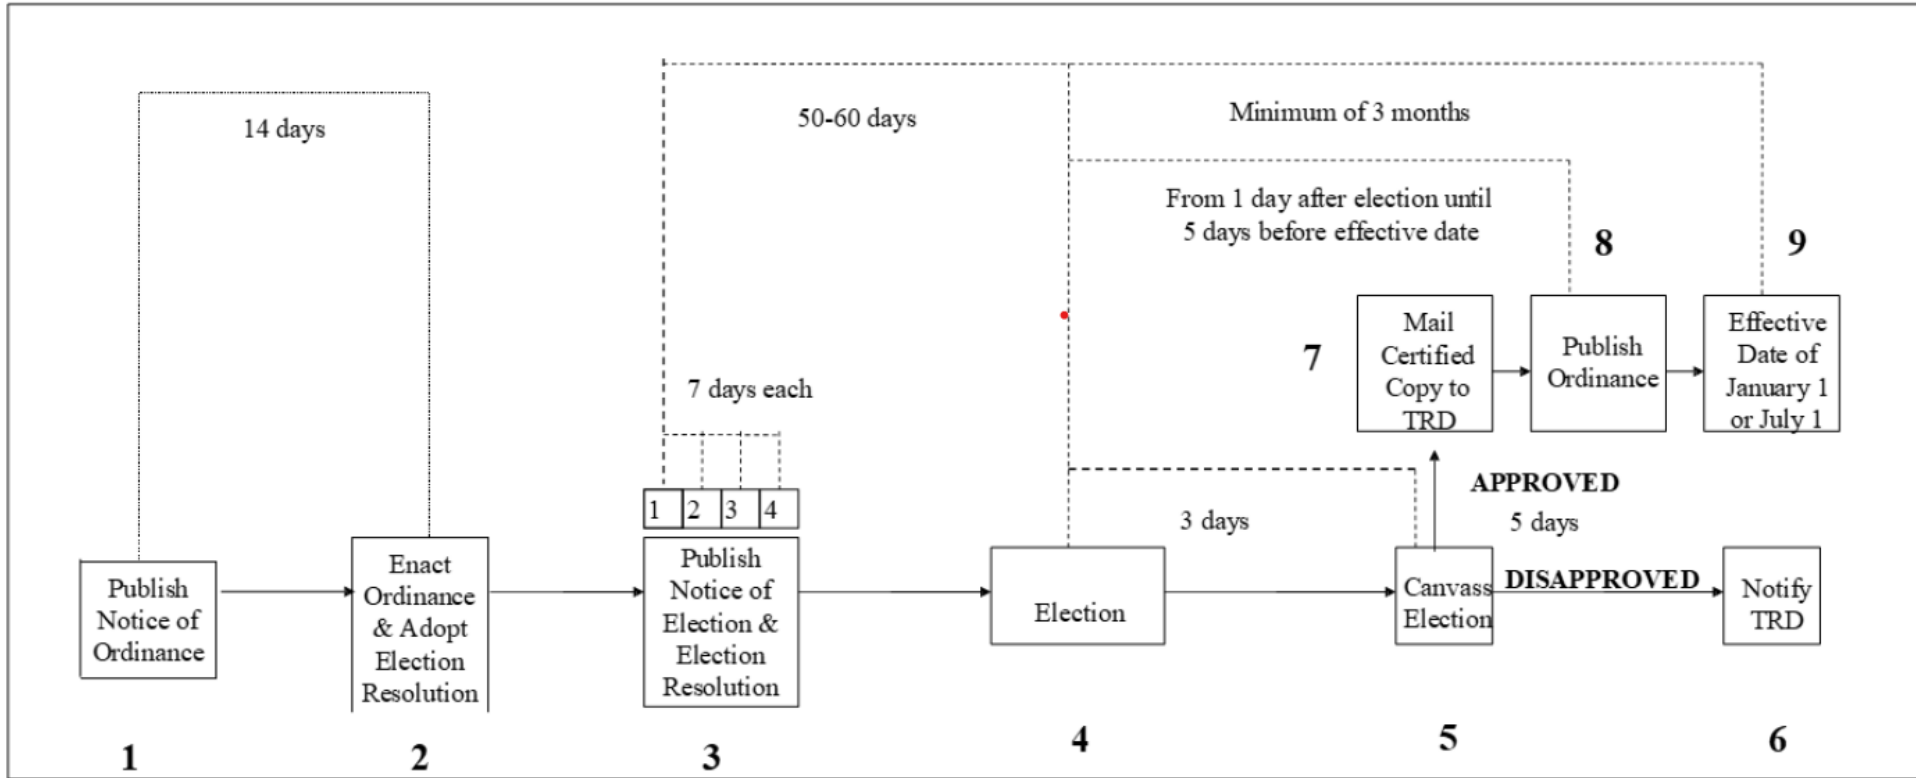 14 days
50-60 days
Minimum of 3 months
From 1 day after election until
5 days before effective date
8
9
7
Mail
Certified
Copy to
TRD
Publish
Ordinance
Effective
Date of
January 1
or July 1
7 days each
1 2 3 4
APPROVED
3 days
5 days
Publish
Notice of
Ordinance
Enact
Ordinance
& Adopt
Election
Resolution
Publish
Notice of
Election &
Election
Resolution
Election
Canvass
Election
DISAPPROVED
Notify
TRD
1
2
3
4
5
6